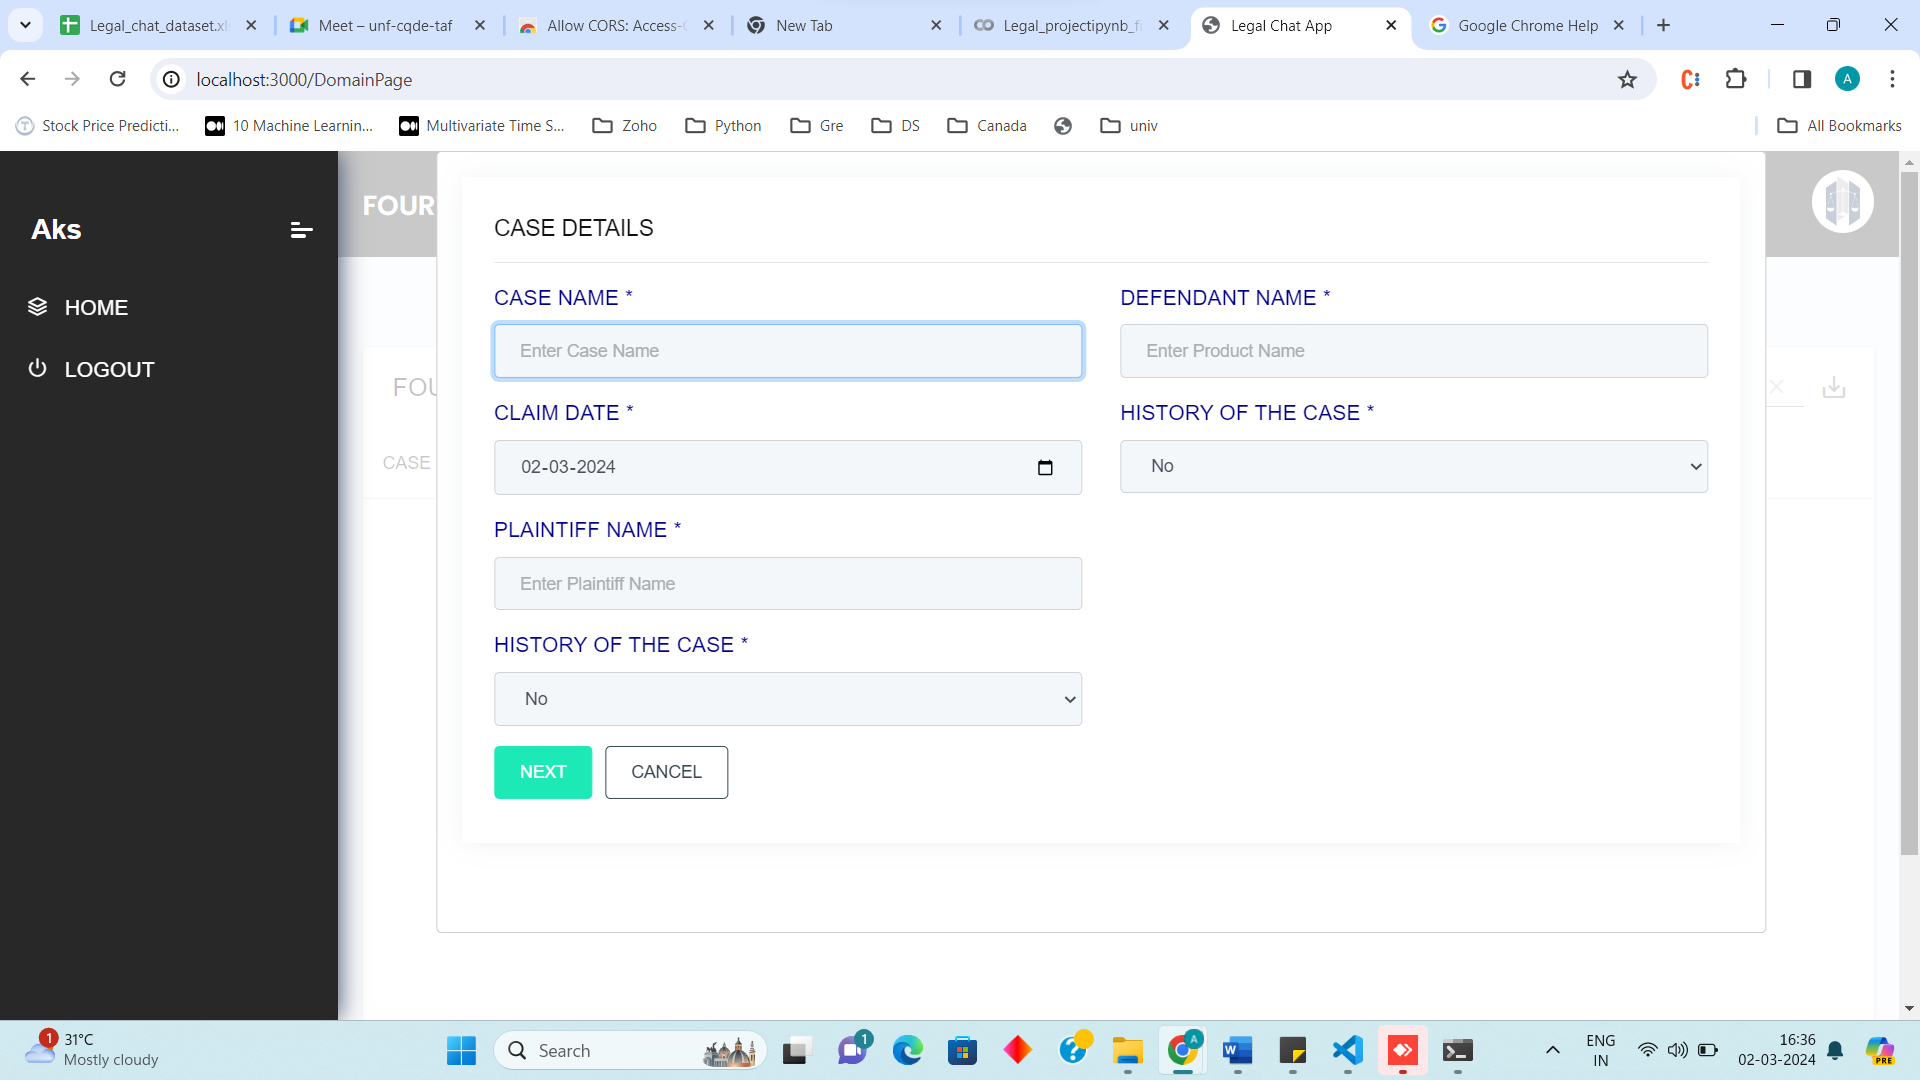 Legal_chat_dataset.xl
Meet – unf-cqde-taf
Allow CORS: Access-C
New Tab
Legal_projectipynb_fi
Legal Chat App
Google Chrome Help
localhost:3000/DomainPage
A
Stock Price Predicti...
10 Machine Learnin...
Multivariate Time S...
Zoho
Python
Gre
DS
Canada
univ
All Bookmarks
Aks
HOME
LOGOUT
FOUR
FOU
CASE
CASE DETAILS
CASE NAME *
Enter Case Name
DEFENDANT NAME *
Enter Product Name
CLAIM DATE *
02-03-2024
HISTORY OF THE CASE *
No
PLAINTIFF NAME *
Enter Plaintiff Name
HISTORY OF THE CASE *
No
NEXT
CANCEL
1
31°C
Mostly cloudy
Search
1
A
W
ENG
IN
16:36
02-03-2024
PRE